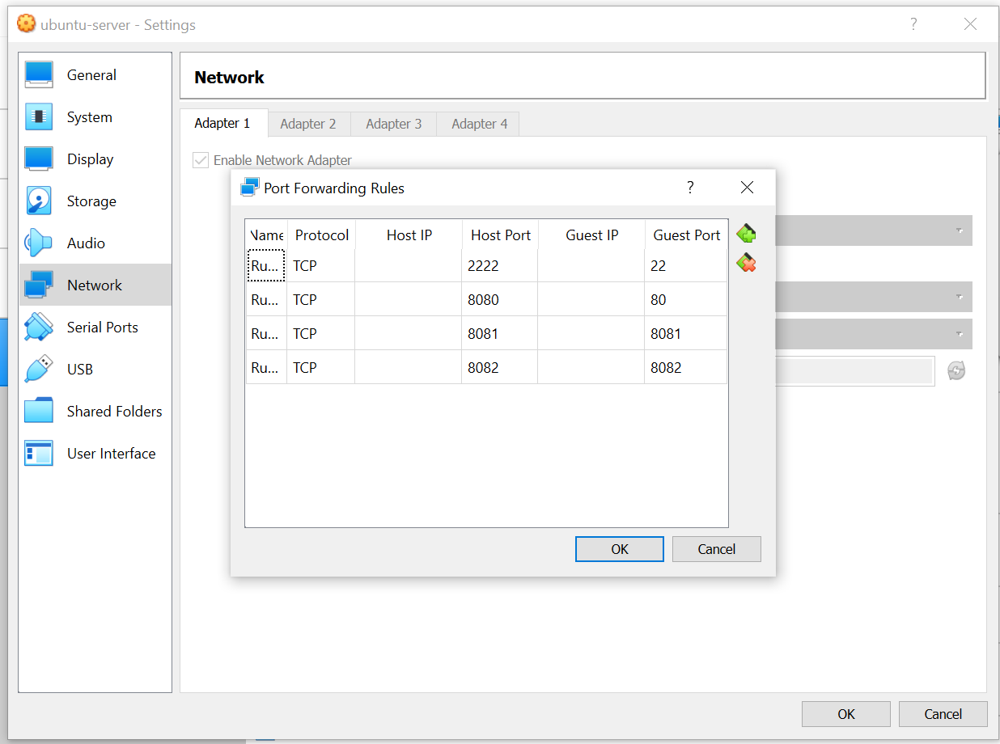 ubuntu-server - Settings ?
General
System
Display
Storage
Audio
Network
Serial Ports
USB
Shared Folders
User Interface
Network
Adapter 1 Adapter 2 Adapter 3 Adapter 4
Enable Network Adapter
Port Forwarding Rules ?
Name Protocol Host IP Host Port Guest IP Guest Port
Ru... TCP 2222 22
Ru... TCP 8080 80
Ru... TCP 8081 8081
Ru... TCP 8082 8082
OK Cancel
OK Cancel